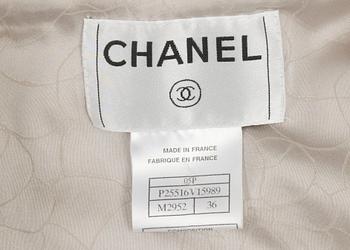 CHANEL
MADE IN FRANCE
FABRIQUE EN FRANCE
05P
P25516V15989
M2952 36